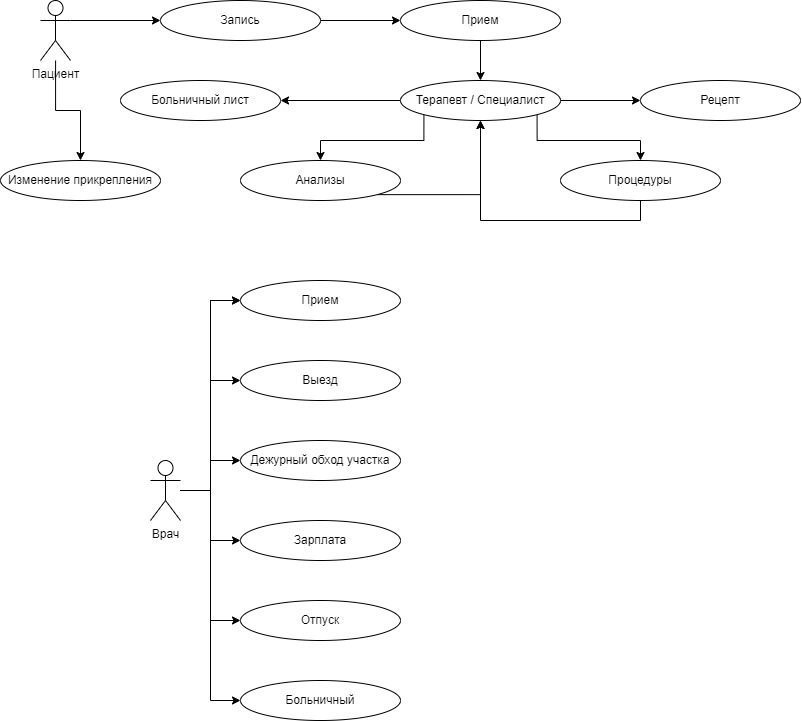 Запись
Прием
Пациент
Больничный лист
Терапевт / Специалист
Рецепт
Изменение прикрепления
Анализы
Процедуры
Прием
Выезд
Дежурный обход участка
Врач
Зарплата
Отпуск
Больничный